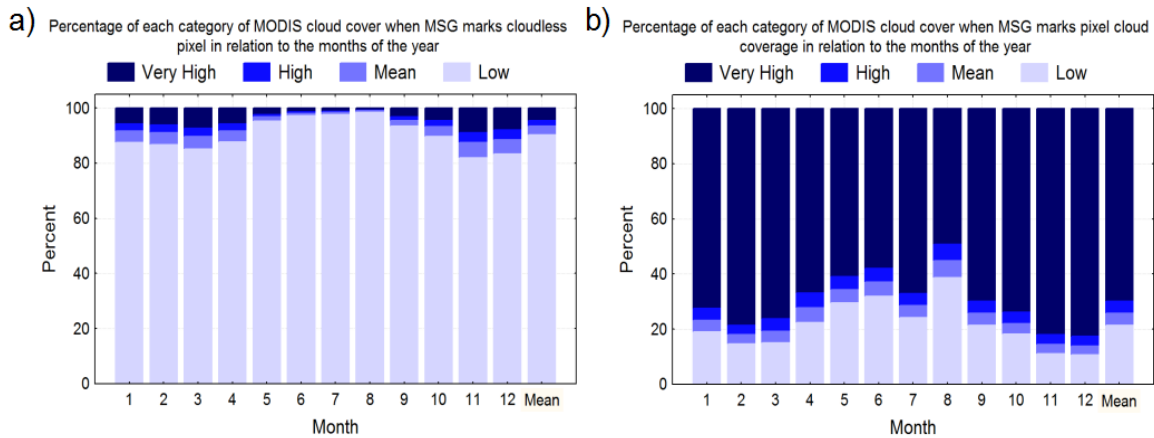 a) Percentage of each category of MODIS cloud cover when MSG marks cloudless
pixel in relation to the months of the year
Very High High Mean Low
100
80
60
40
20
0
Percent
1 2 3 4 5 6 7 8 9 10 11 12 Mean
Month
b) Percentage of each category of MODIS cloud cover when MSG marks pixel cloud
coverage in relation to the months of the year
Very High High Mean Low
100
80
60
40
20
0
Percent
1 2 3 4 5 6 7 8 9 10 11 12 Mean
Month